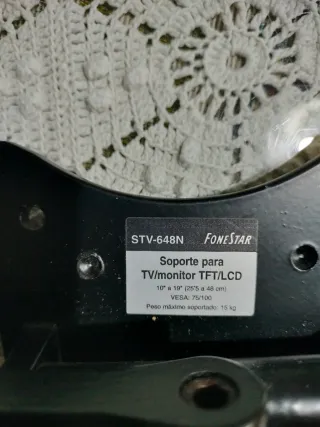 STV-648N FONESTAR
Soporte para
TV/monitor TFT/LCD
10" a 19" (25'5 a 48 cm)
VESA: 75/100
Peso máximo soportado: 15 kg